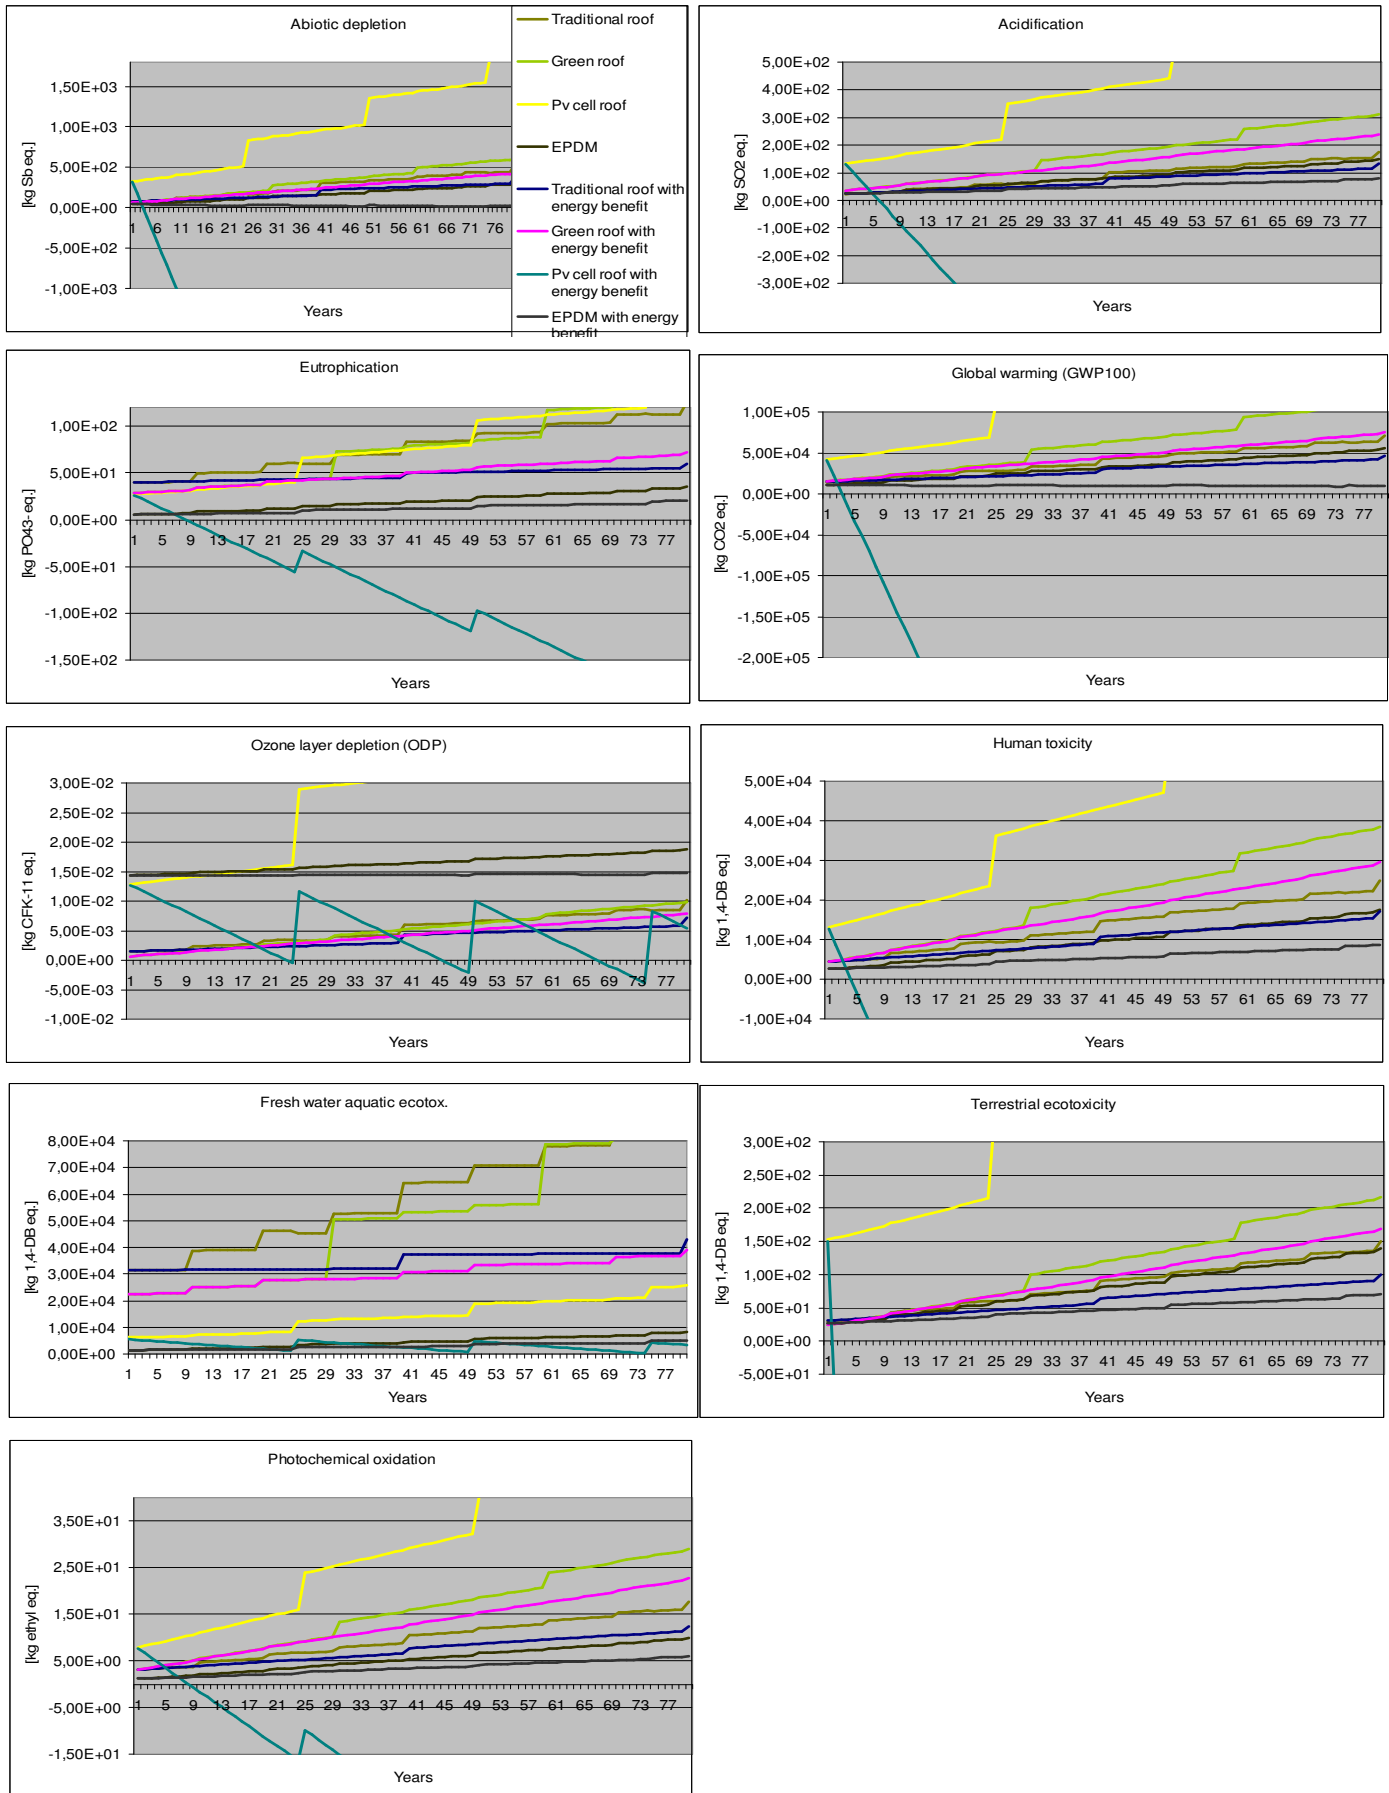 Abiotic depletion
[kg Sb eq.]
1,50E+03
1,00E+03
5,00E+02
0,00E+00
-5,00E+02
-1,00E+03
1 6 11 16 21 26 31 36 41 46 51 56 61 66 71 76
Years
Traditional roof
Green roof
Pv cell roof
EPDM
Traditional roof with
energy benefit
Green roof with
energy benefit
Pv cell roof with
energy benefit
EPDM with energy
benefit
Acidification
[kg SO2 eq.]
5,00E+02
4,00E+02
3,00E+02
2,00E+02
1,00E+02
0,00E+00
-1,00E+02
-2,00E+02
-3,00E+02
1 5 9 13 17 21 25 29 33 37 41 45 49 53 57 61 65 69 73 77
Years
Eutrophication
[kg PO43- eq.]
1,00E+02
5,00E+01
0,00E+00
-5,00E+01
-1,00E+02
-1,50E+02
1 5 9 13 17 21 25 29 33 37 41 45 49 53 57 61 65 69 73 77
Years
Global warming (GWP100)
[kg CO2 eq.]
1,00E+05
5,00E+04
0,00E+00
-5,00E+04
-1,00E+05
-1,50E+05
-2,00E+05
1 5 9 13 17 21 25 29 33 37 41 45 49 53 57 61 65 69 73 77
Years
Ozone layer depletion (ODP)
[kg CFK-11 eq.]
3,00E-02
2,50E-02
2,00E-02
1,50E-02
1,00E-02
5,00E-03
0,00E+00
-5,00E-03
-1,00E-02
1 5 9 13 17 21 25 29 33 37 41 45 49 53 57 61 65 69 73 77
Years
Human toxicity
[kg 1,4-DB eq.]
5,00E+04
4,00E+04
3,00E+04
2,00E+04
1,00E+04
0,00E+00
-1,00E+04
1 5 9 13 17 21 25 29 33 37 41 45 49 53 57 61 65 69 73 77
Years
Fresh water aquatic ecotox.
[kg 1,4-DB eq.]
8,00E+04
7,00E+04
6,00E+04
5,00E+04
4,00E+04
3,00E+04
2,00E+04
1,00E+04
0,00E+00
1 5 9 13 17 21 25 29 33 37 41 45 49 53 57 61 65 69 73 77
Years
Terrestrial ecotoxicity
[kg 1,4-DB eq.]
3,00E+02
2,50E+02
2,00E+02
1,50E+02
1,00E+02
5,00E+01
0,00E+00
-5,00E+01
1 5 9 13 17 21 25 29 33 37 41 45 49 53 57 61 65 69 73 77
Years
Photochemical oxidation
[kg ethyl eq.]
3,50E+01
2,50E+01
1,50E+01
5,00E+00
-5,00E+00
-1,50E+01
1 5 9 13 17 21 25 29 33 37 41 45 49 53 57 61 65 69 73 77
Years